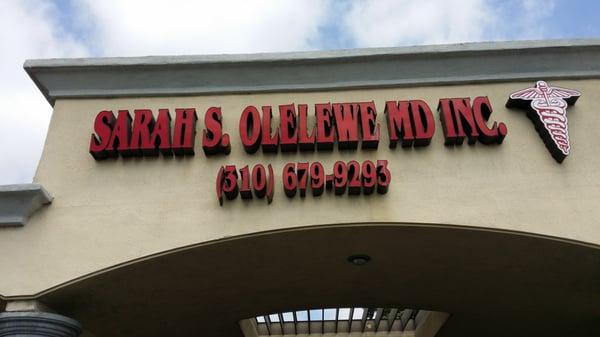 SARAH S. OLELEWE MD INC.
(310) 679-9293